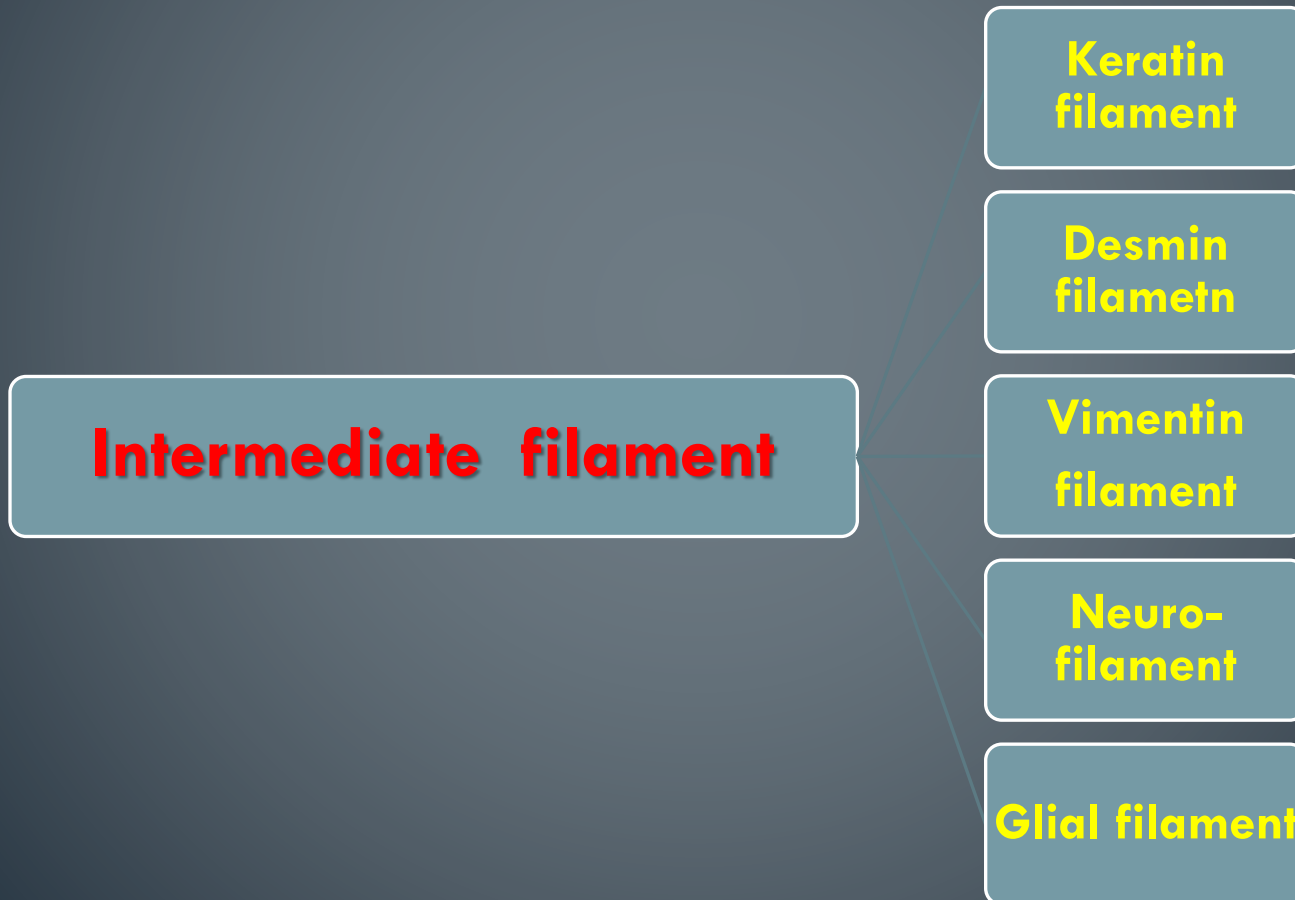 Intermediate filament
Keratin
filament
Desmin
filametn
Vimentin
filament
Neuro-
filament
Glial filament